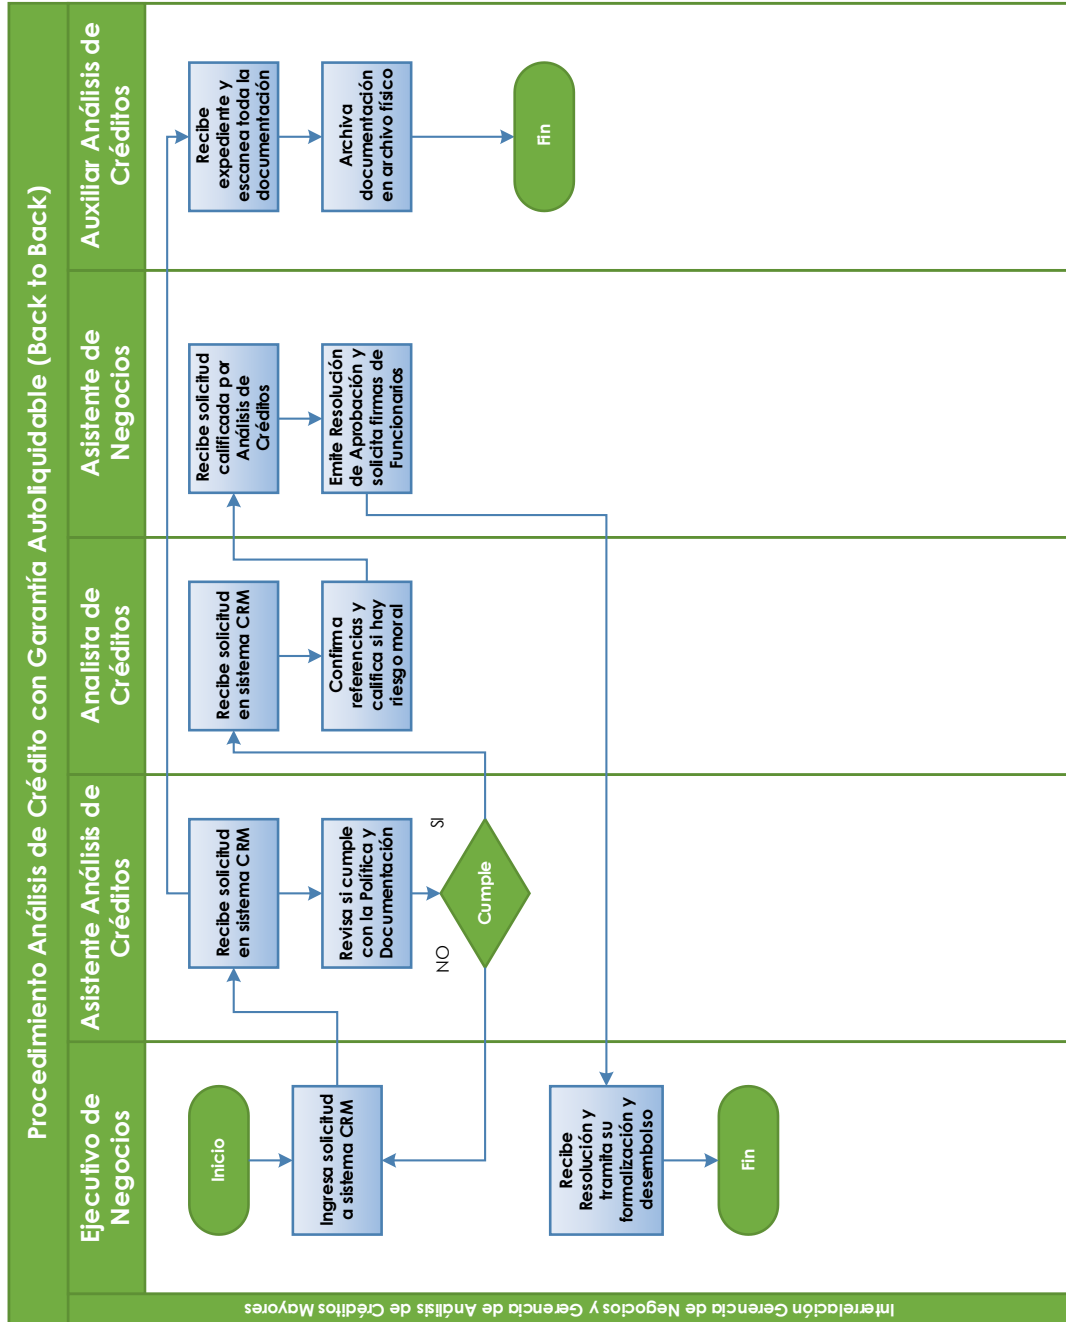 Procedimiento Análisis de Crédito con Garantía Autoliquidable (Back to Back)
Ejecutivo de
Negocios
Asistente Análisis de
Créditos
Analista de
Créditos
Asistente de
Negocios
Auxiliar Análisis de
Créditos
Inicio
Ingresa solicitud
a sistema CRM
Recibe
Resolución y
tramita su
formalización y
desembolso
Fin
Recibe solicitud
en sistema CRM
Revisa si cumple
con la Política y
Documentación
Cumple
NO
SI
Recibe solicitud
en sistema CRM
Confirma
referencias y
califica si hay
riesgo moral
Recibe solicitud
calificada por
Análisis de
Créditos
Emite Resolución
de Aprobación y
solicita firmas de
Funcionarios
Recibe
expediente y
escanea toda la
documentación
Archiva
documentación
en archivo físico
Fin
Interrelación Gerencia de Negocios y Gerencia de Análisis de Créditos Mayores